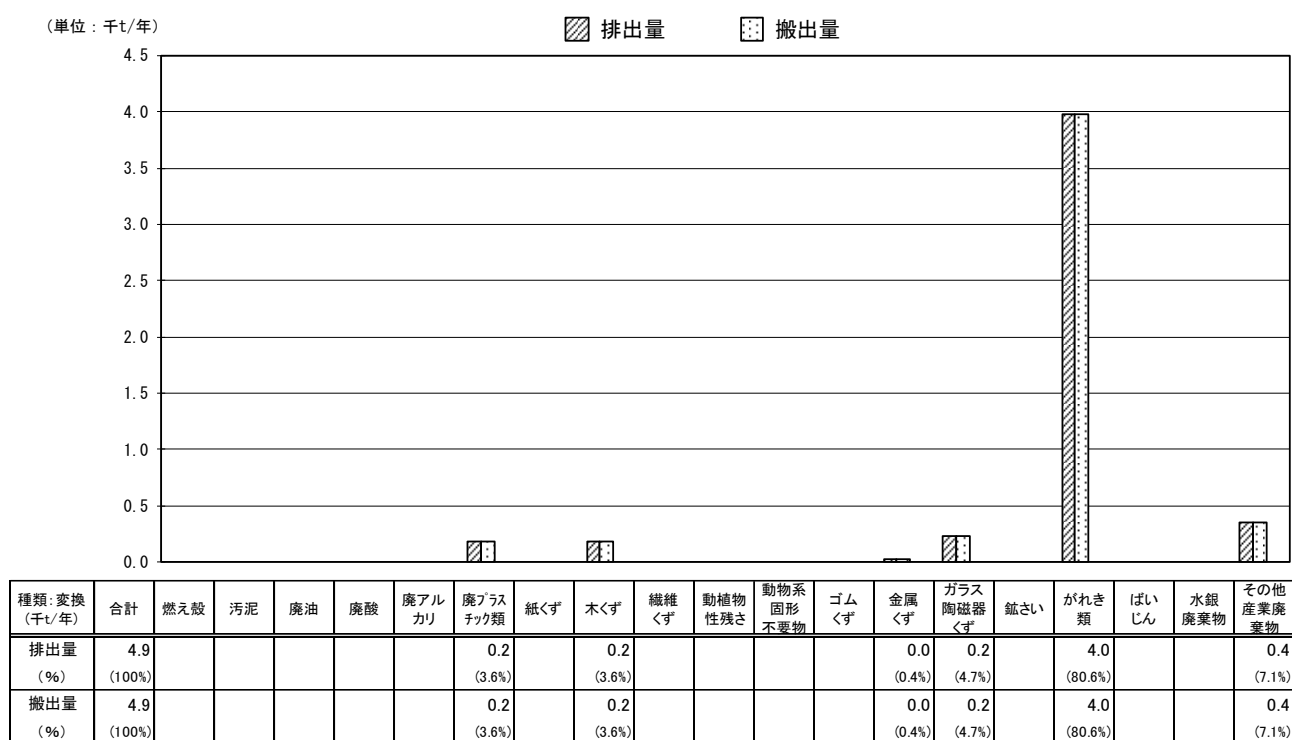 (単位：千t/年)
排出量 搬出量
4.5
4.0
3.5
3.0
2.5
2.0
1.5
1.0
0.5
0.0
種類:変換 (千t/年) 合計 燃え殻 汚泥 廃油 廃酸 廃アルカリ 廃プラスチック類 紙くず 木くず 繊維くず 動植物性残さ 動物系固形不要物 ゴムくず 金属くず ガラス陶磁器くず 鉱さい がれき類 ばいじん 水銀廃棄物 その他産業廃棄物
排出量 4.9 0.2 0.2 0.0 0.2 4.0 0.4
(%) (100%) (3.6%) (3.6%) (0.4%) (4.7%) (80.6%) (7.1%)
搬出量 4.9 0.2 0.2 0.0 0.2 4.0 0.4
(%) (100%) (3.6%) (3.6%) (0.4%) (4.7%) (80.6%) (7.1%)